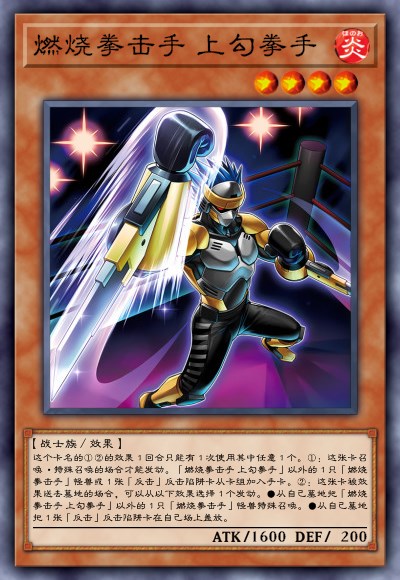 燃烧拳击手 上勾拳手
ほのお
炎
【战士族／效果】
这个卡名的①②的效果1回合只能有1次使用其中任意1个。①：这张卡召
唤·特殊召唤的场合才能发动。「燃烧拳击手 上勾拳手」以外的1只「燃烧
拳击手」怪兽或1张「反击」反击陷阱卡从卡组加入手卡。②：这张卡被效
果送去墓地的场合，可以从以下效果选择1个发动。●从自己墓地把「燃烧
拳击手 上勾拳手」以外的1只「燃烧拳击手」怪兽特殊召唤。●从自己墓地
把1张「反击」反击陷阱卡在自己场上盖放。
ATK/1600 DEF/ 200